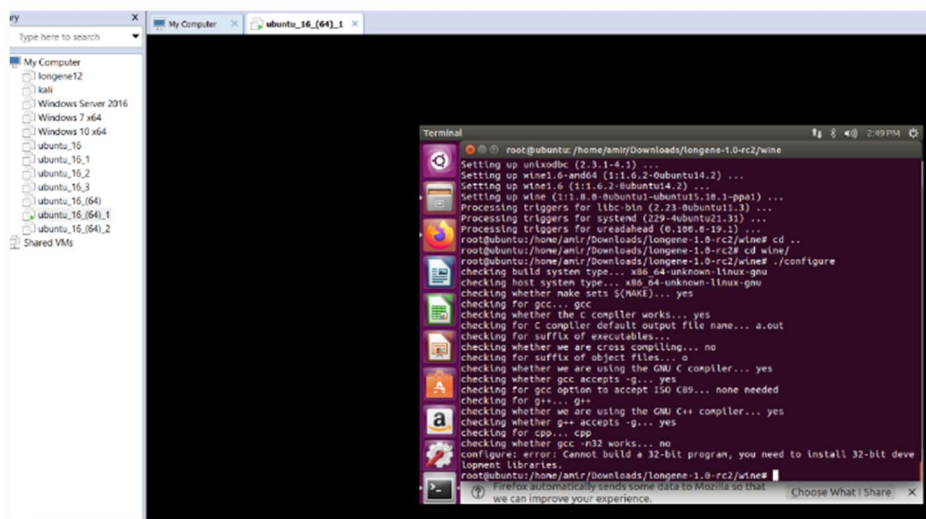 ry X
Type here to search
My Computer
longene12
kali
Windows Server 2016
Windows 7 x64
Windows 10 x64
ubuntu_16
ubuntu_16_1
ubuntu_16_2
ubuntu_16_3
ubuntu_16_(64)
ubuntu_16_(64)_1
ubuntu_16_(64)_2
Shared VMs
My Computer ×
ubuntu_16_(64)_1 ×
Terminal 2:49 PM
root@ubuntu: /home/amir/Downloads/longene-1.0-rc2/wine
Setting up unixodbc (2.3.1-4.1) ...
Setting up wine1.6-amd64 (1:1.6.2-0ubuntu14.2) ...
Setting up wine1.6 (1:1.6.2-0ubuntu14.2) ...
Setting up wine (1:1.8.0-0ubuntu1~ubuntu15.10.1~ppa1) ...
Processing triggers for libc-bin (2.23-0ubuntu11.3) ...
Processing triggers for systemd (229-4ubuntu21.31) ...
Processing triggers for ureadahead (0.100.0-19.1) ...
root@ubuntu:/home/amir/Downloads/longene-1.0-rc2/wine# cd ..
root@ubuntu:/home/amir/Downloads/longene-1.0-rc2# cd wine/
root@ubuntu:/home/amir/Downloads/longene-1.0-rc2/wine# ./configure
checking build system type... x86_64-unknown-linux-gnu
checking host system type... x86_64-unknown-linux-gnu
checking whether make sets $(MAKE)... yes
checking for gcc... gcc
checking whether the C compiler works... yes
checking for C compiler default output file name... a.out
checking for suffix of executables...
checking whether we are cross compiling... no
checking for suffix of object files... o
checking whether we are using the GNU C compiler... yes
checking whether gcc accepts -g... yes
checking for gcc option to accept ISO C89... none needed
checking for g++... g++
checking whether we are using the GNU C++ compiler... yes
checking whether g++ accepts -g... yes
checking for cpp... cpp
checking whether gcc -m32 works... no
configure: error: Cannot build a 32-bit program, you need to install 32-bit deve
lopment libraries.
root@ubuntu:/home/amir/Downloads/longene-1.0-rc2/wine#
Firefox automatically sends some data to Mozilla so that
we can improve your experience.
Choose What I Share ×